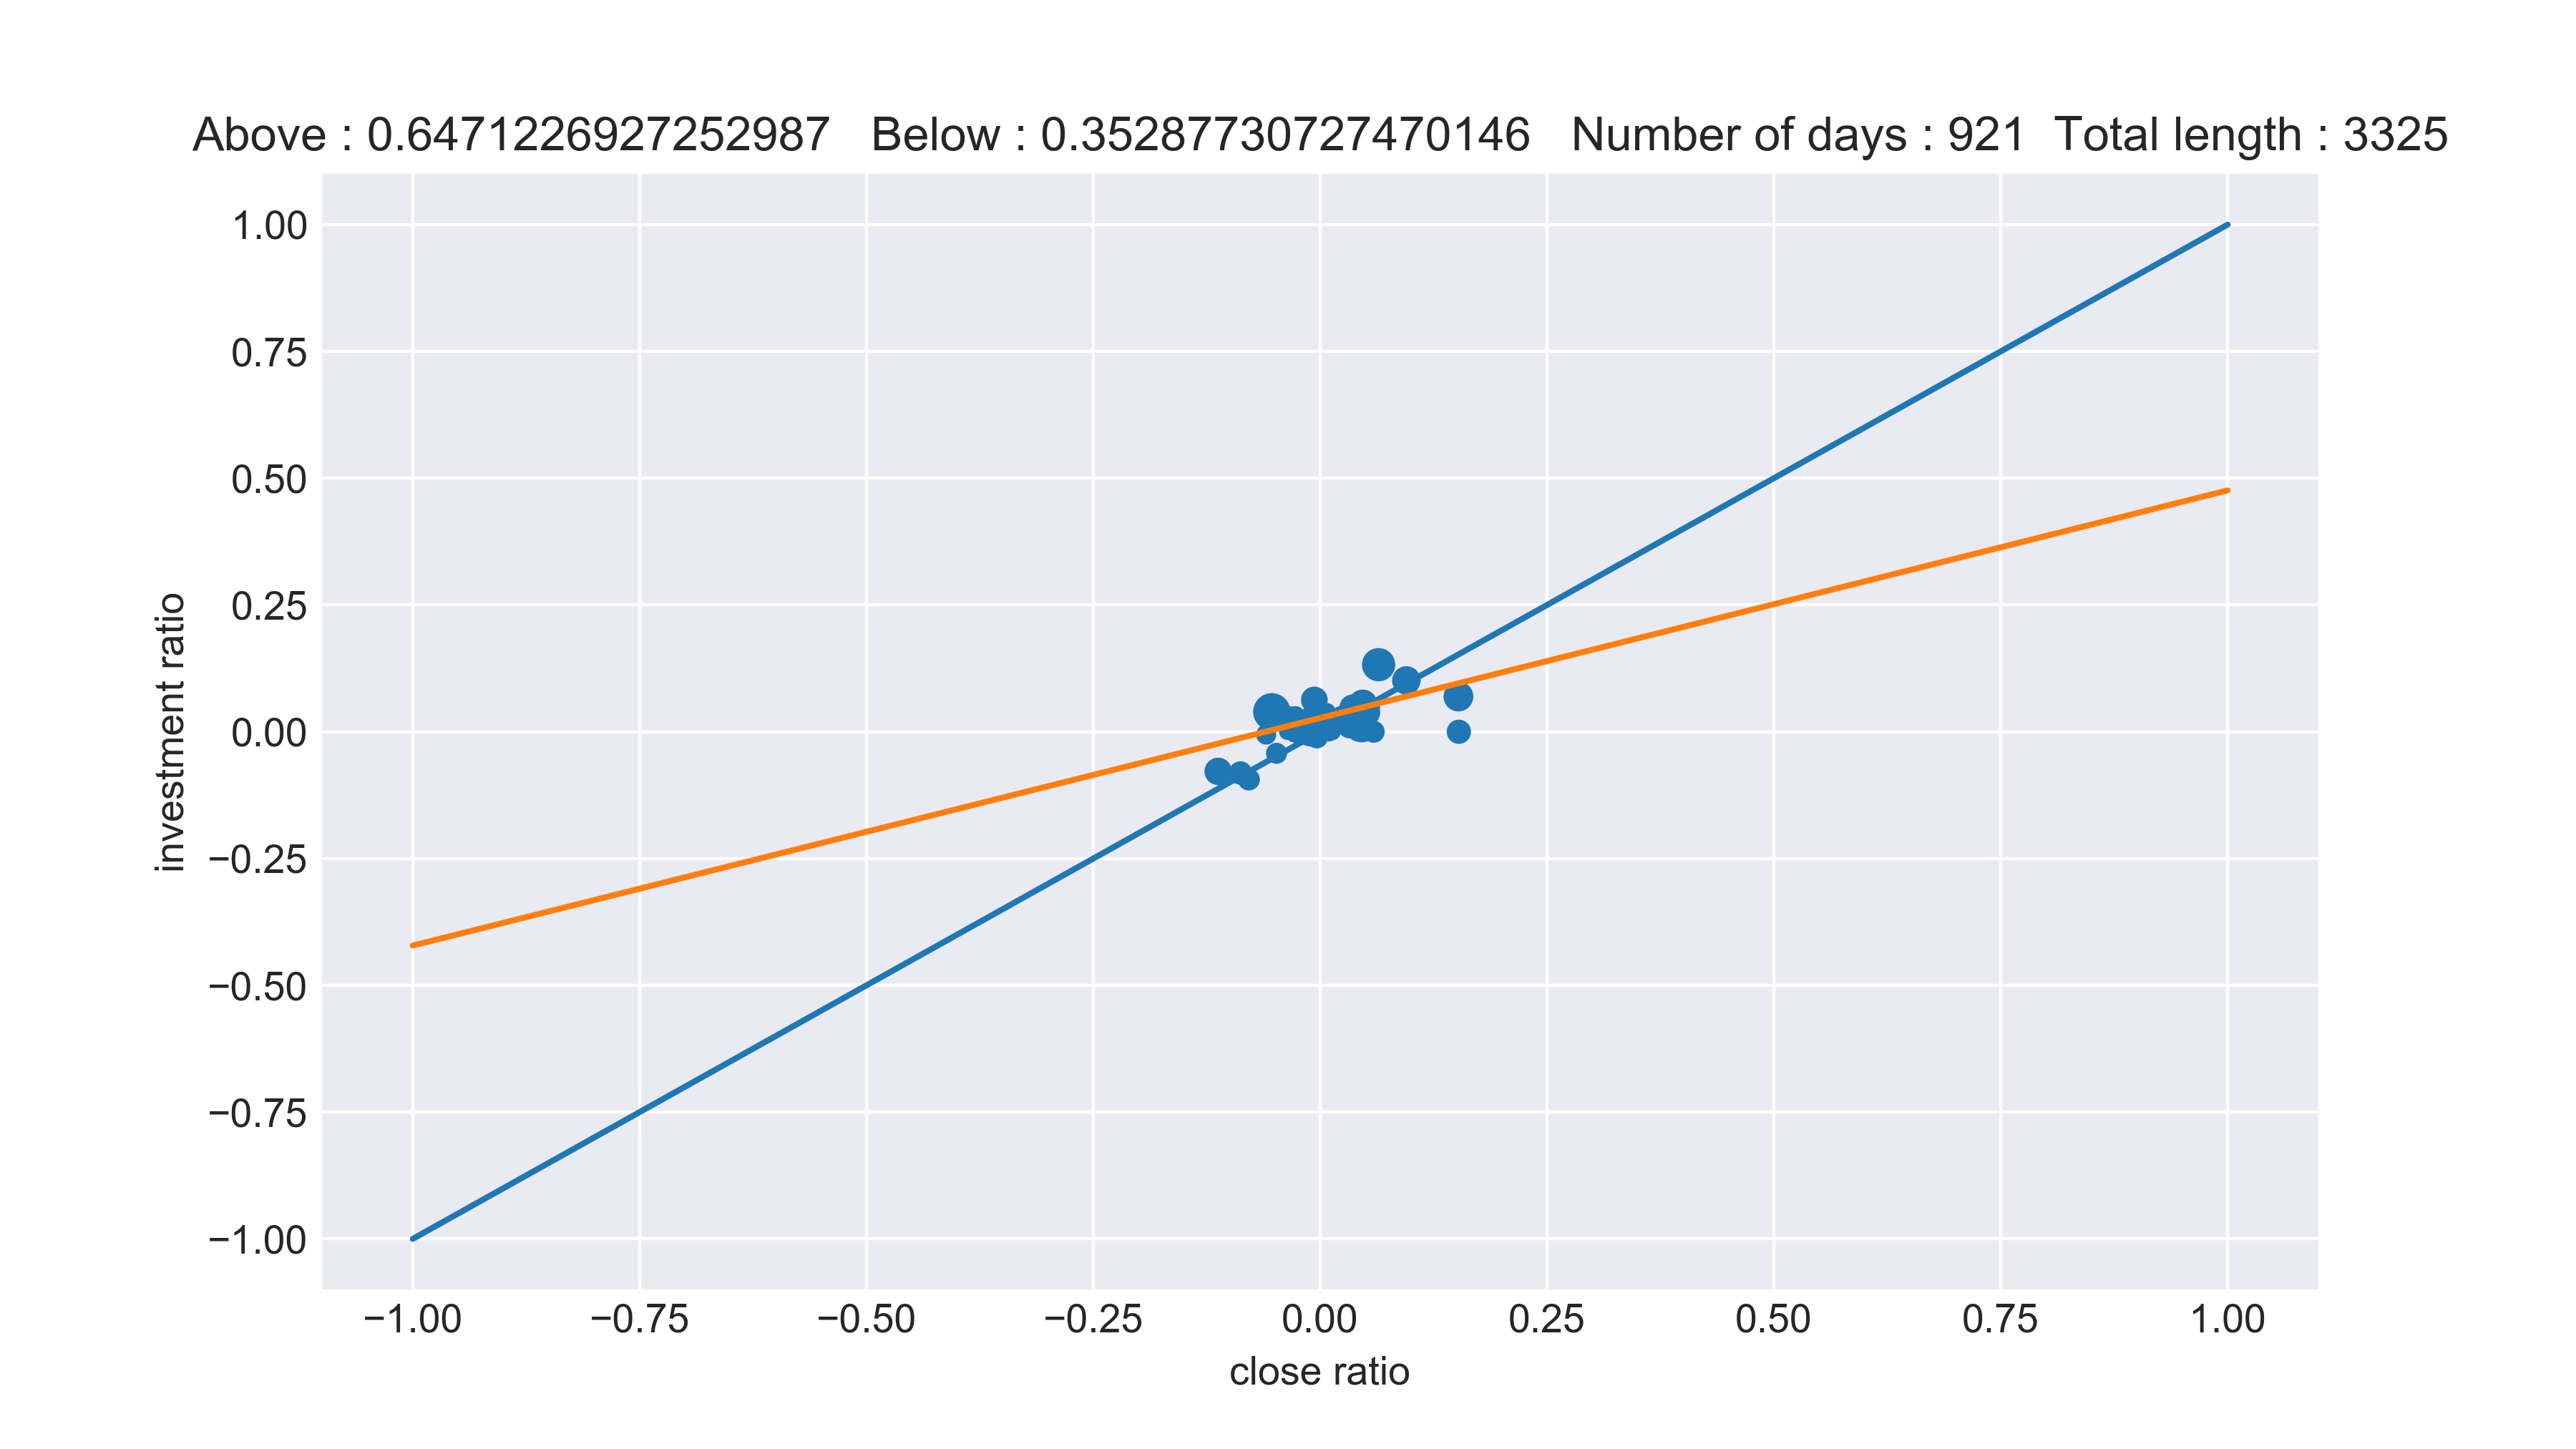 Above : 0.6471226927252987   Below : 0.35287730727470146   Number of days : 921  Total length : 3325
1.00
0.75
0.50
0.25
0.00
−0.25
−0.50
−0.75
−1.00
investment ratio
−1.00 −0.75 −0.50 −0.25 0.00 0.25 0.50 0.75 1.00
close ratio